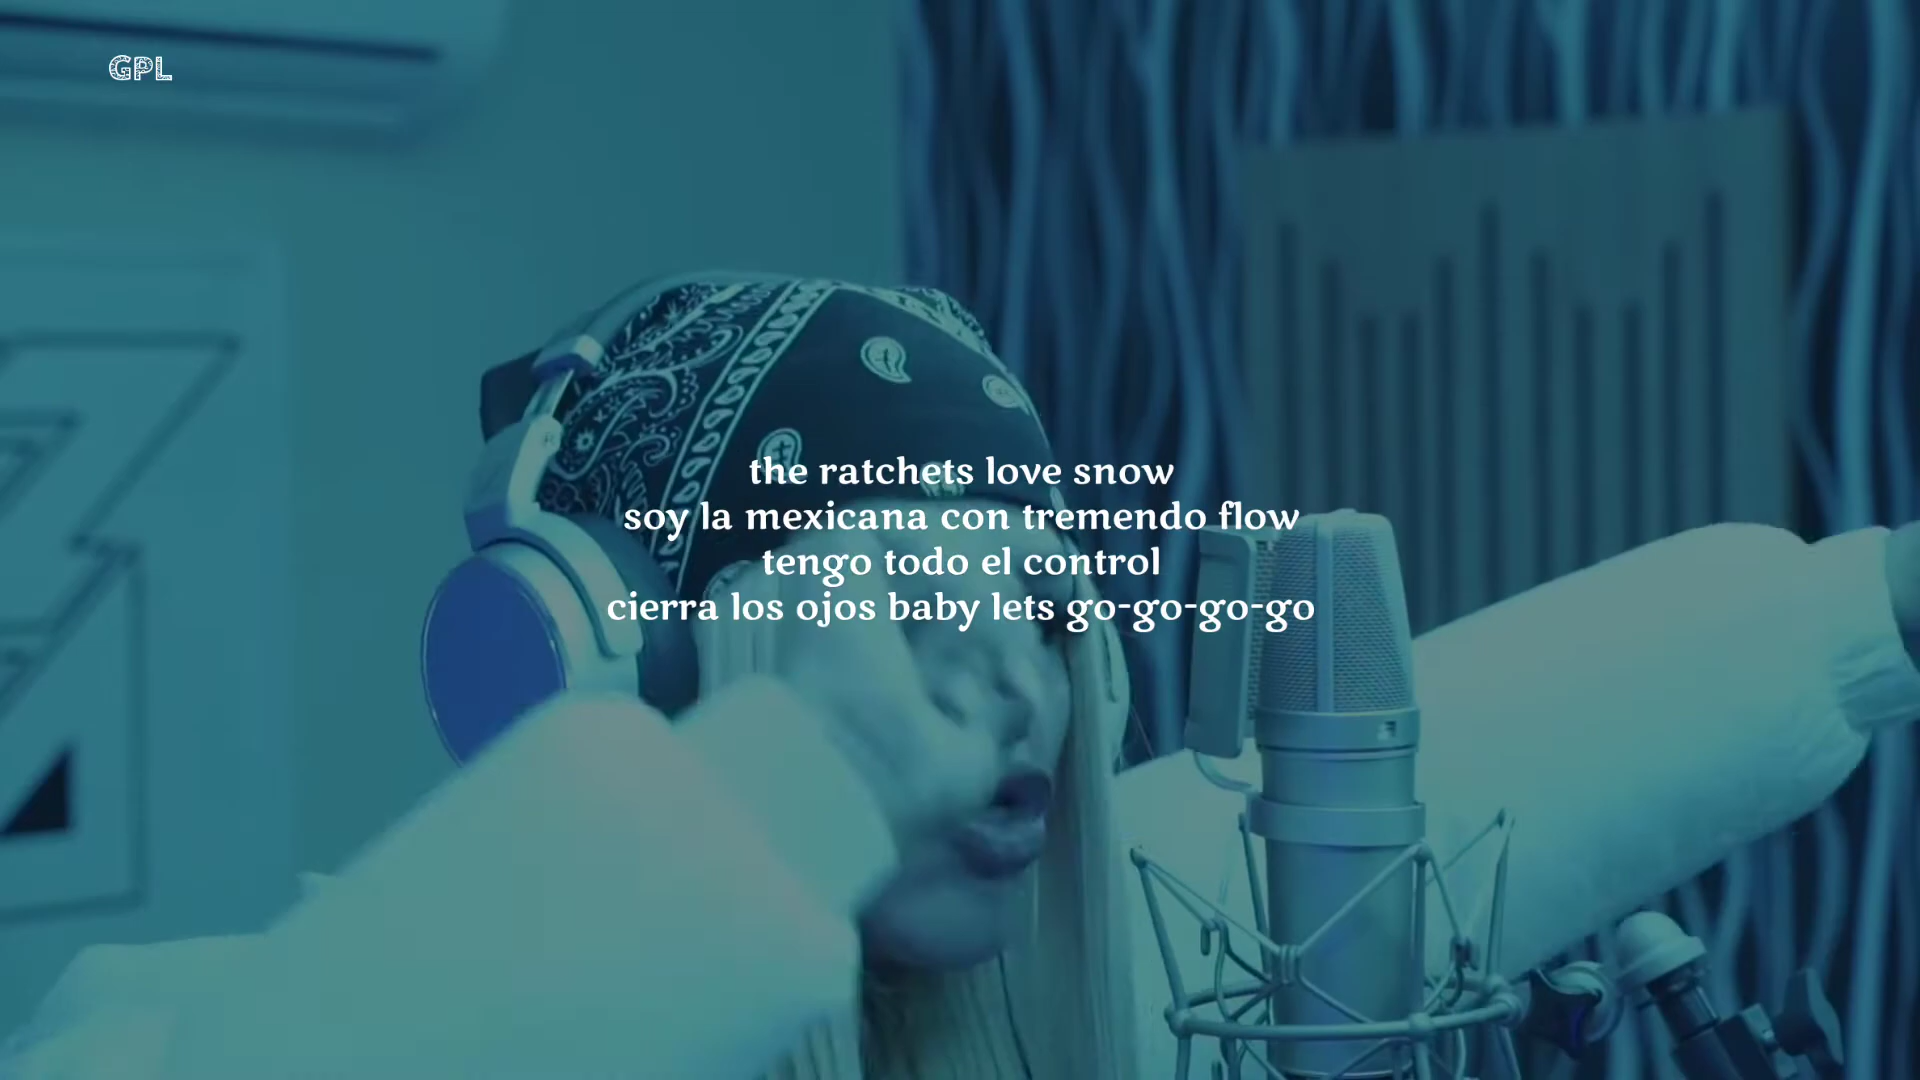 GPL
the ratchets love snow
soy la mexicana con tremendo flow
tengo todo el control
cierra los ojos baby lets go-go-go-go